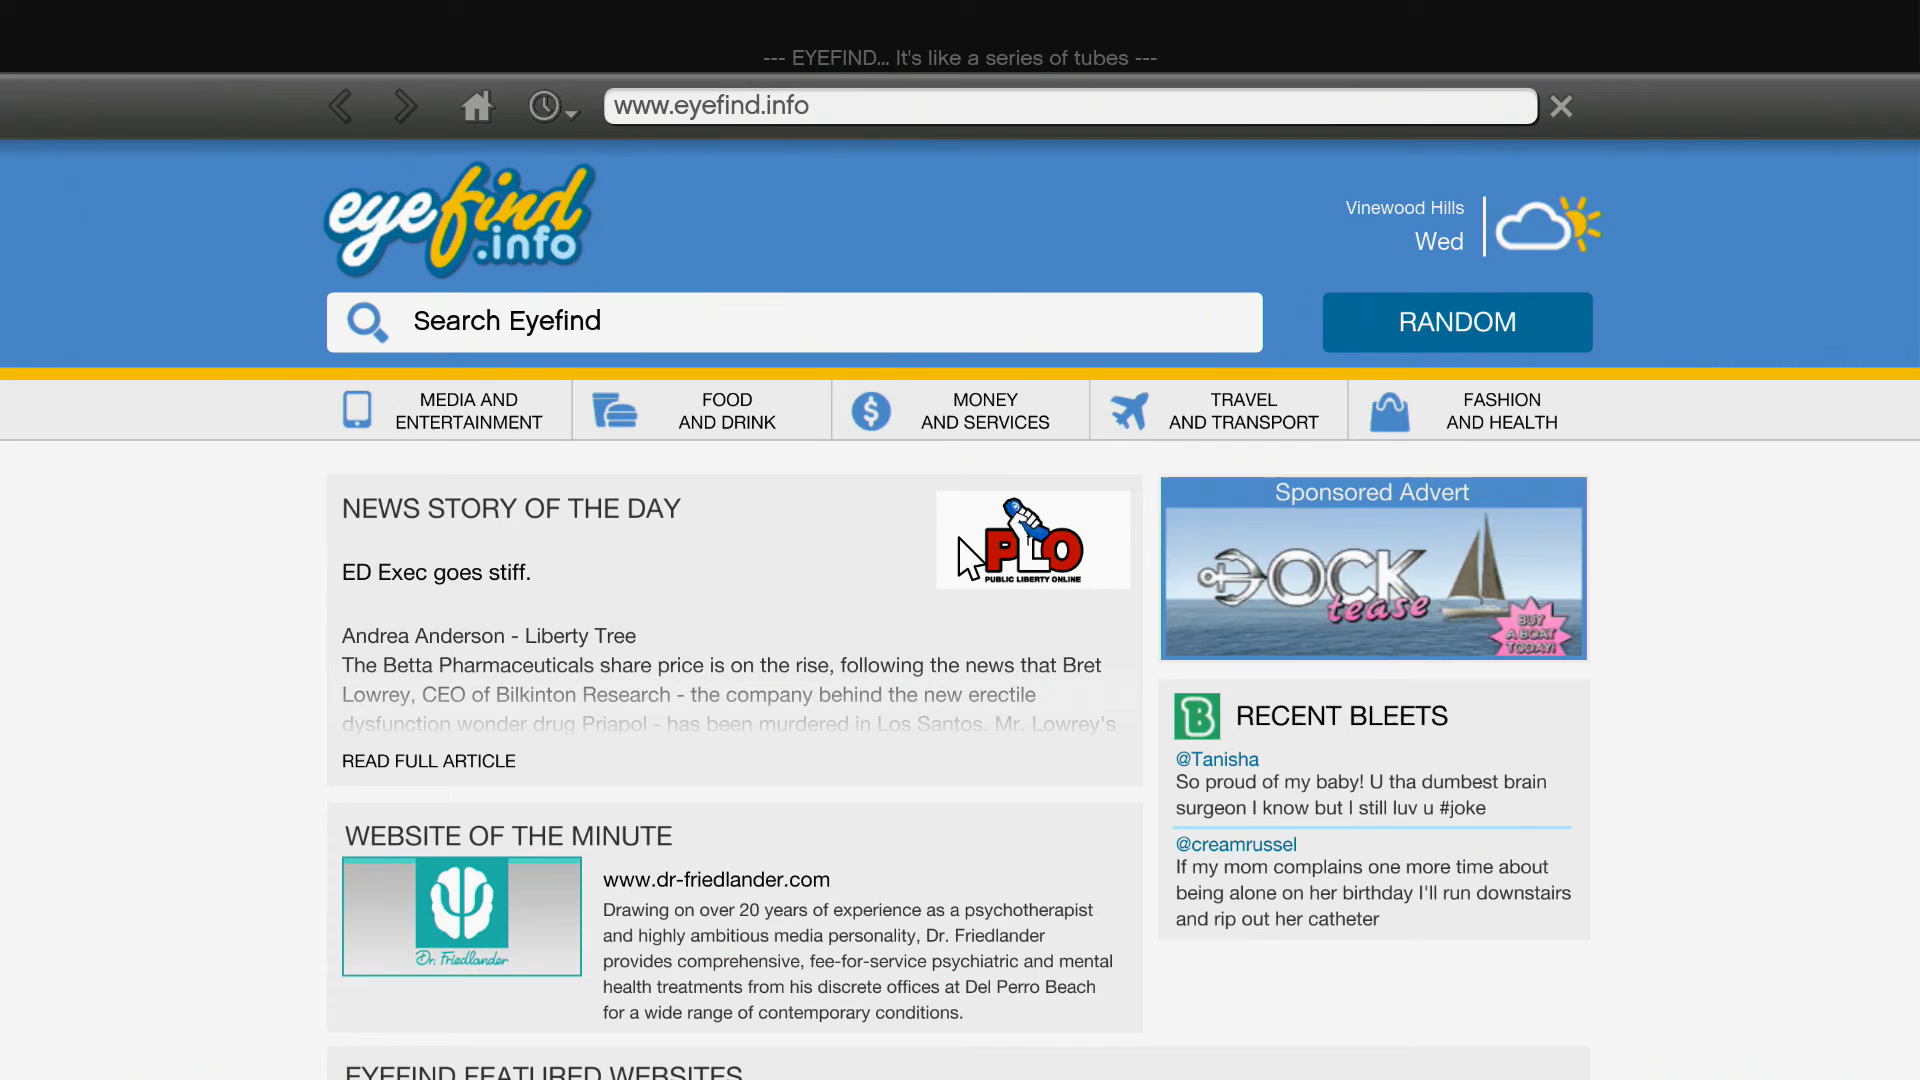 --- EYEFIND... It's like a series of tubes ---
www.eyefind.info
eyefind
.info
Vinewood Hills
Wed
Search Eyefind
RANDOM
MEDIA AND
ENTERTAINMENT
FOOD
AND DRINK
MONEY
AND SERVICES
TRAVEL
AND TRANSPORT
FASHION
AND HEALTH
NEWS STORY OF THE DAY
PLO
PUBLIC LIBERTY ONLINE
ED Exec goes stiff.
Andrea Anderson - Liberty Tree
The Betta Pharmaceuticals share price is on the rise, following the news that Bret
Lowrey, CEO of Bilkinton Research - the company behind the new erectile
dysfunction wonder drug Priapol - has been murdered in Los Santos. Mr. Lowrey's
READ FULL ARTICLE
Sponsored Advert
DOCK
tease
BUY
A BOAT
TODAY!
RECENT BLEETS
@Tanisha
So proud of my baby! U tha dumbest brain
surgeon I know but I still luv u #joke
@creamrussel
If my mom complains one more time about
being alone on her birthday I'll run downstairs
and rip out her catheter
WEBSITE OF THE MINUTE
Dr. Friedlander
www.dr-friedlander.com
Drawing on over 20 years of experience as a psychotherapist
and highly ambitious media personality, Dr. Friedlander
provides comprehensive, fee-for-service psychiatric and mental
health treatments from his discrete offices at Del Perro Beach
for a wide range of contemporary conditions.
EYEFIND FEATURED WEBSITES